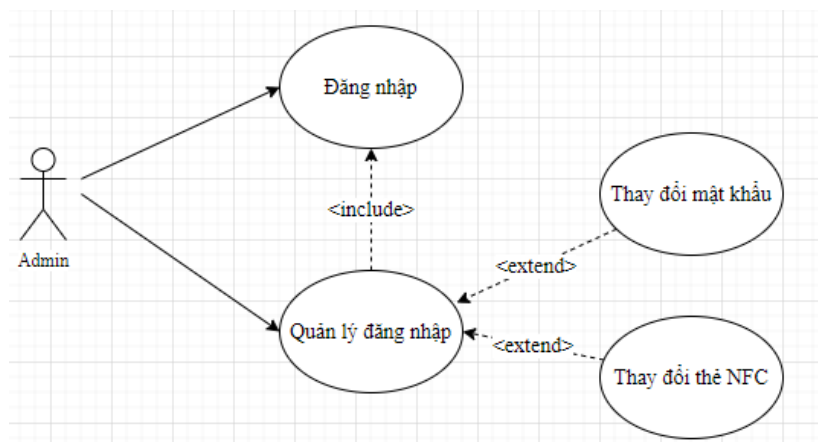 Đăng nhập
Thay đổi mật khẩu
<include>
Admin
<extend>
Quản lý đăng nhập
<extend>
Thay đổi thẻ NFC